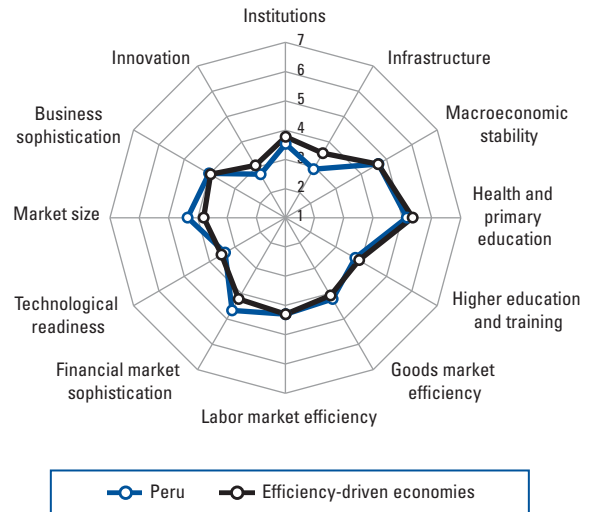 Institutions
7
6
5
4
3
2
1
Infrastructure
Macroeconomic
stability
Health and
primary
education
Higher education
and training
Goods market
efficiency
Labor market efficiency
Financial market
sophistication
Technological
readiness
Market size
Business
sophistication
Innovation
Peru
Efficiency-driven economies